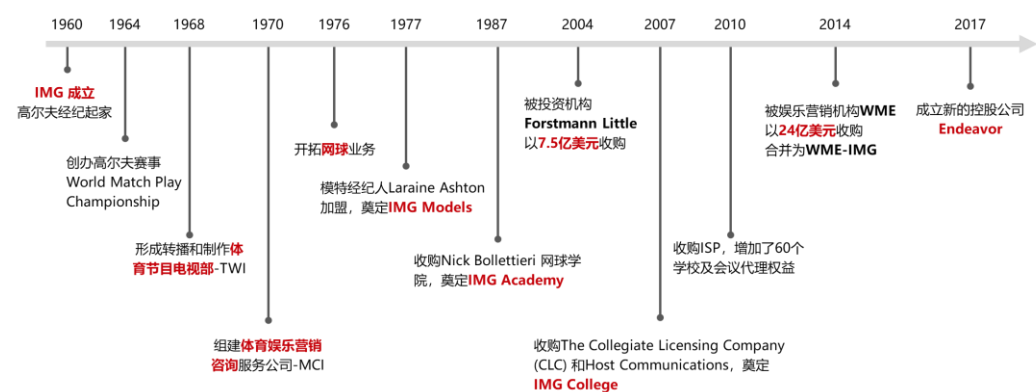 1960
1964
1968
1970
1976
1977
1987
2004
2007
2010
2014
2017
IMG 成立
高尔夫经纪起家
创办高尔夫赛事
World Match Play
Championship
形成转播和制作体
育节目电视部-TWI
组建体育娱乐营销
咨询服务公司-MCI
开拓网球业务
模特经纪人Laraine Ashton
加盟，奠定IMG Models
收购Nick Bollettieri 网球学
院，奠定IMG Academy
被投资机构
Forstmann Little
以7.5亿美元收购
收购The Collegiate Licensing Company
(CLC) 和Host Communications，奠定
IMG College
收购ISP，增加了60个
学校及会议代理权益
被娱乐营销机构WME
以24亿美元收购
合并为WME-IMG
成立新的控股公司
Endeavor